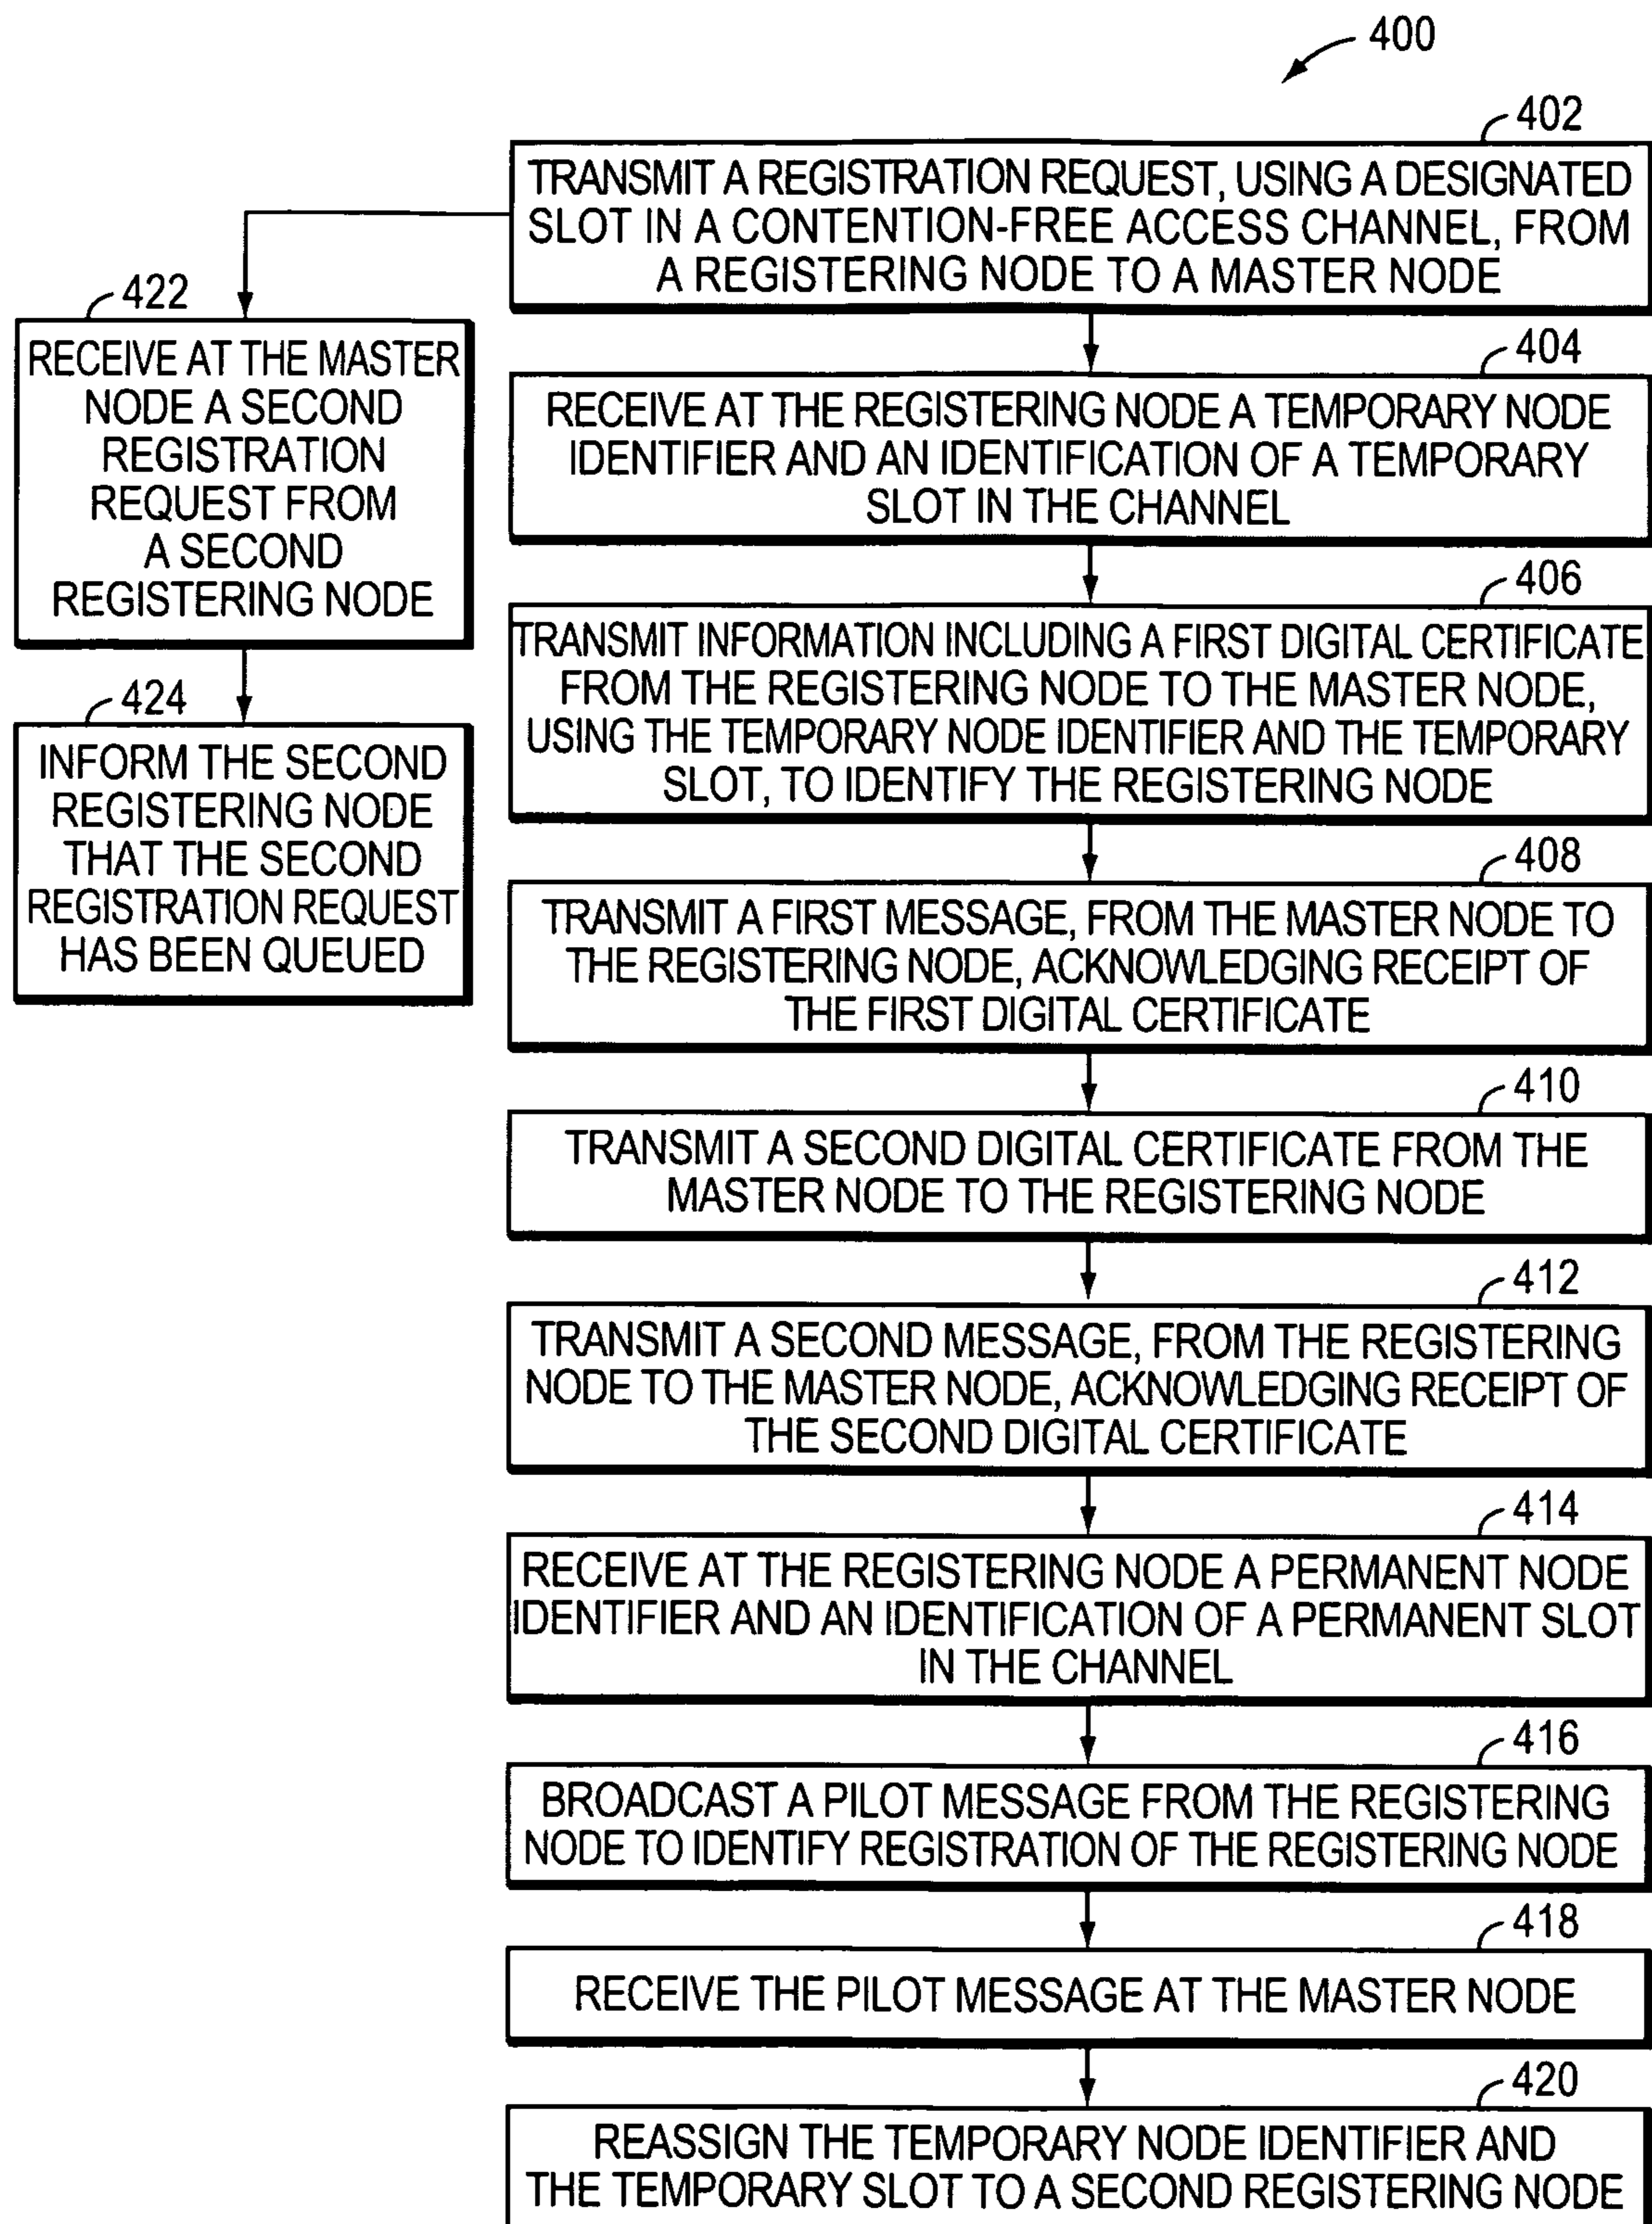 400
402
TRANSMIT A REGISTRATION REQUEST, USING A DESIGNATED
SLOT IN A CONTENTION-FREE ACCESS CHANNEL, FROM
A REGISTERING NODE TO A MASTER NODE
422
RECEIVE AT THE MASTER
NODE A SECOND
REGISTRATION
REQUEST FROM
A SECOND
REGISTERING NODE
424
INFORM THE SECOND
REGISTERING NODE
THAT THE SECOND
REGISTRATION REQUEST
HAS BEEN QUEUED
404
RECEIVE AT THE REGISTERING NODE A TEMPORARY NODE
IDENTIFIER AND AN IDENTIFICATION OF A TEMPORARY
SLOT IN THE CHANNEL
406
TRANSMIT INFORMATION INCLUDING A FIRST DIGITAL CERTIFICATE
FROM THE REGISTERING NODE TO THE MASTER NODE,
USING THE TEMPORARY NODE IDENTIFIER AND THE TEMPORARY
SLOT, TO IDENTIFY THE REGISTERING NODE
408
TRANSMIT A FIRST MESSAGE, FROM THE MASTER NODE TO
THE REGISTERING NODE, ACKNOWLEDGING RECEIPT OF
THE FIRST DIGITAL CERTIFICATE
410
TRANSMIT A SECOND DIGITAL CERTIFICATE FROM THE
MASTER NODE TO THE REGISTERING NODE
412
TRANSMIT A SECOND MESSAGE, FROM THE REGISTERING
NODE TO THE MASTER NODE, ACKNOWLEDGING RECEIPT OF
THE SECOND DIGITAL CERTIFICATE
414
RECEIVE AT THE REGISTERING NODE A PERMANENT NODE
IDENTIFIER AND AN IDENTIFICATION OF A PERMANENT SLOT
IN THE CHANNEL
416
BROADCAST A PILOT MESSAGE FROM THE REGISTERING
NODE TO IDENTIFY REGISTRATION OF THE REGISTERING NODE
418
RECEIVE THE PILOT MESSAGE AT THE MASTER NODE
420
REASSIGN THE TEMPORARY NODE IDENTIFIER AND
THE TEMPORARY SLOT TO A SECOND REGISTERING NODE